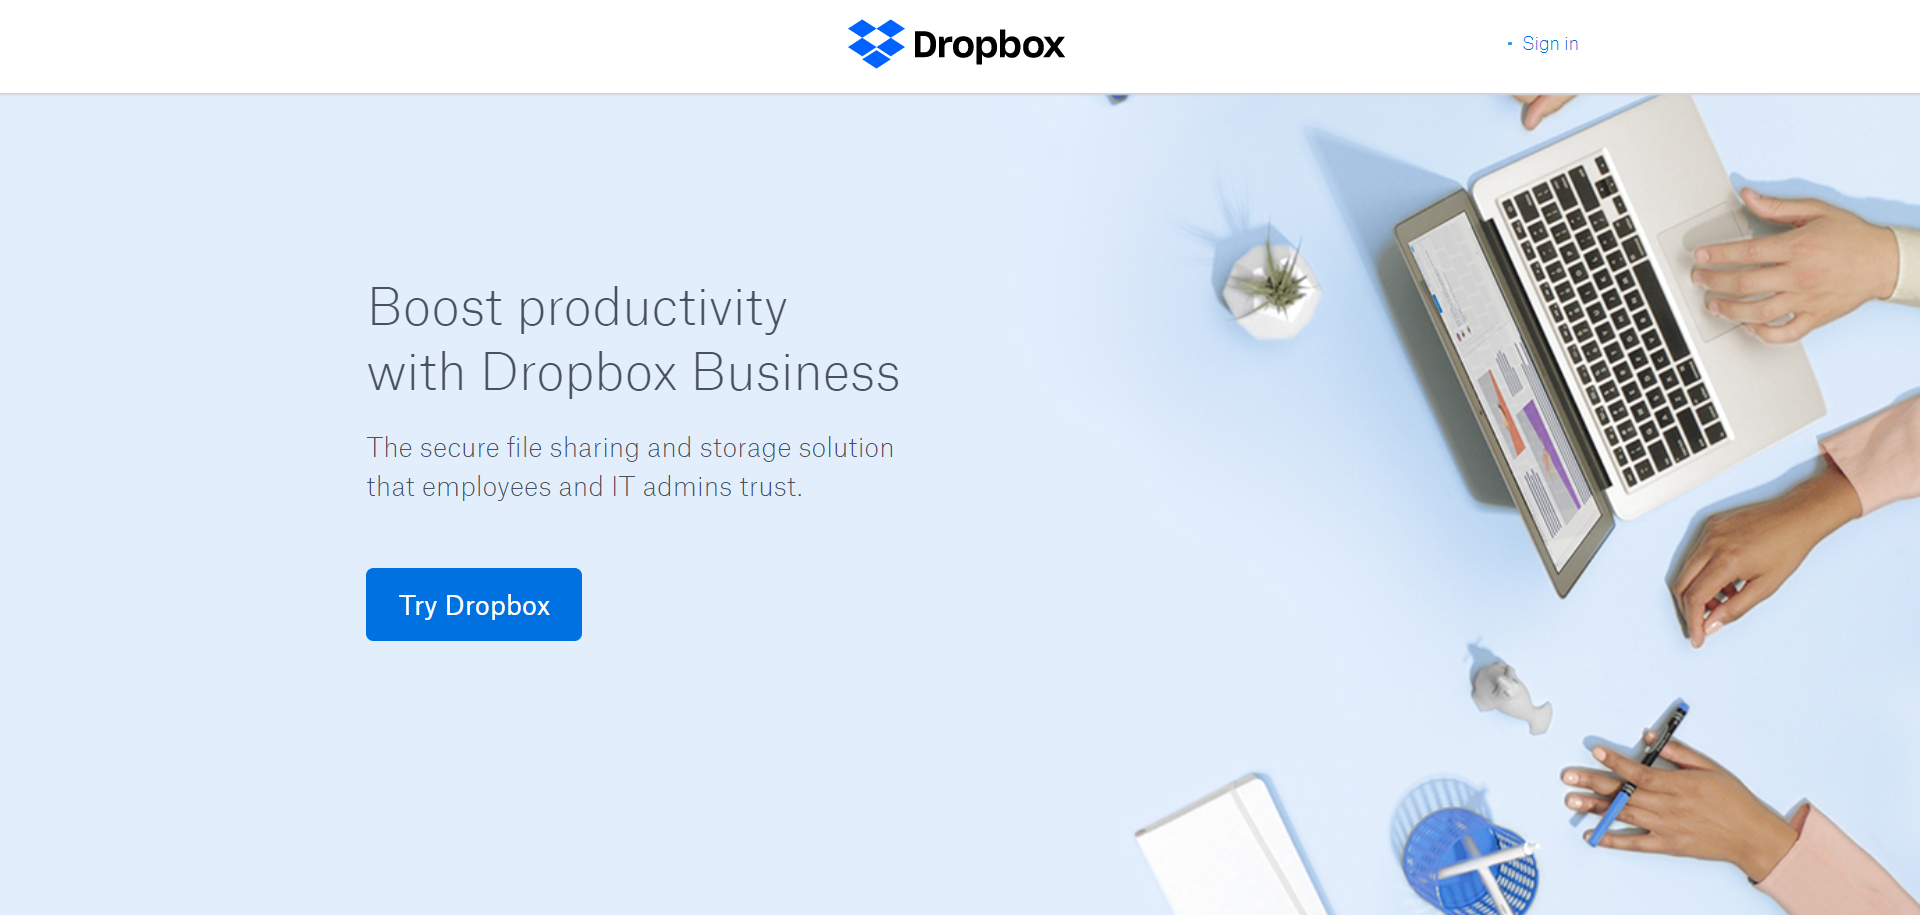 Dropbox
Sign in
Boost productivity
with Dropbox Business
The secure file sharing and storage solution
that employees and IT admins trust.
Try Dropbox